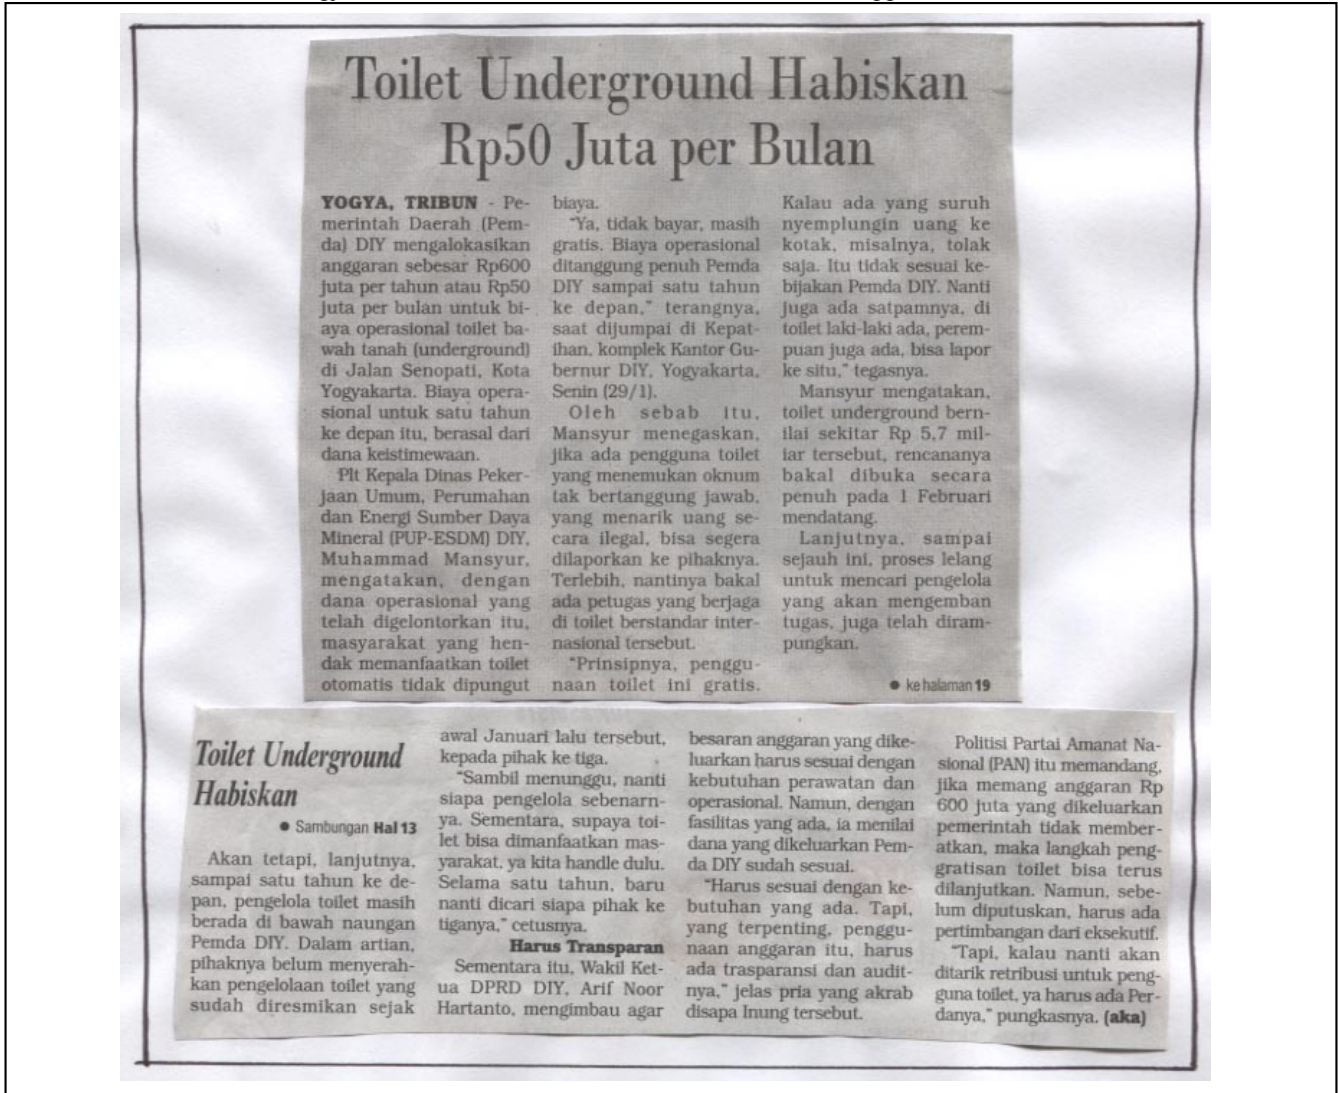 Toilet Underground Habiskan
Rp50 Juta per Bulan
YOGYA, TRIBUN - Pe-
merintah Daerah (Pem-
da) DIY mengalokasikan
anggaran sebesar Rp600
juta per tahun atau Rp50
juta per bulan untuk bi-
aya operasional toilet ba-
wah tanah (underground)
di Jalan Senopati, Kota
Yogyakarta. Biaya opera-
sional untuk satu tahun
ke depan itu, berasal dari
dana keistimewaan.
Plt Kepala Dinas Peker-
jaan Umum, Perumahan
dan Energi Sumber Daya
Mineral (PUP-ESDM) DIY,
Muhammad Mansyur,
mengatakan, dengan
dana operasional yang
telah digelontorkan itu,
masyarakat yang hen-
dak memanfaatkan toilet
otomatis tidak dipungut
biaya.
"Ya, tidak bayar, masih
gratis. Biaya operasional
ditanggung penuh Pemda
DIY sampai satu tahun
ke depan," terangnya,
saat dijumpai di Kepat-
ihan, komplek Kantor Gu-
bernur DIY, Yogyakarta,
Senin (29/1).
Oleh sebab itu,
Mansyur menegaskan,
jika ada pengguna toilet
yang menemukan oknum
tak bertanggung jawab,
yang menarik uang se-
cara ilegal, bisa segera
dilaporkan ke pihaknya.
Terlebih, nantinya bakal
ada petugas yang berjaga
di toilet berstandar inter-
nasional tersebut.
"Prinsipnya, penggu-
naan toilet ini gratis.
Kalau ada yang suruh
nyemplungin uang ke
kotak, misalnya, tolak
saja. Itu tidak sesuai ke-
bijakan Pemda DIY. Nanti
juga ada satpamnya, di
toilet laki-laki ada, perem-
puan juga ada, bisa lapor
ke situ," tegasnya.
Mansyur mengatakan,
toilet underground bern-
ilai sekitar Rp 5,7 mil-
iar tersebut, rencananya
bakal dibuka secara
penuh pada 1 Februari
mendatang.
Lanjutnya, sampai
sejauh ini, proses lelang
untuk mencari pengelola
yang akan mengemban
tugas, juga telah diram-
pungkan.
● ke halaman 19
Toilet Underground
Habiskan
● Sambungan Hal 13
Akan tetapi, lanjutnya,
sampai satu tahun ke de-
pan, pengelola toilet masih
berada di bawah naungan
Pemda DIY. Dalam artian,
pihaknya belum menyerah-
kan pengelolaan toilet yang
sudah diresmikan sejak
awal Januari lalu tersebut,
kepada pihak ke tiga.
"Sambil menunggu, nanti
siapa pengelola sebenarn-
ya. Sementara, supaya toi-
let bisa dimanfaatkan mas-
yarakat, ya kita handle dulu.
Selama satu tahun, baru
nanti dicari siapa pihak ke
tiganya," cetusnya.
Harus Transparan
Sementara itu, Wakil Ket-
ua DPRD DIY, Arif Noor
Hartanto, mengimbau agar
besaran anggaran yang dike-
luarkan harus sesuai dengan
kebutuhan perawatan dan
operasional. Namun, dengan
fasilitas yang ada, ia menilai
dana yang dikeluarkan Pem-
da DIY sudah sesuai.
"Harus sesuai dengan ke-
butuhan yang ada. Tapi,
yang terpenting, penggu-
naan anggaran itu, harus
ada trasparansi dan audit-
nya," jelas pria yang akrab
disapa Inung tersebut.
Politisi Partai Amanat Na-
sional (PAN) itu memandang,
jika memang anggaran Rp
600 juta yang dikeluarkan
pemerintah tidak member-
atkan, maka langkah peng-
gratisan toilet bisa terus
dilanjutkan. Namun, sebe-
lum diputuskan, harus ada
pertimbangan dari eksekutif.
"Tapi, kalau nanti akan
ditarik retribusi untuk peng-
guna toilet, ya harus ada Per-
danya," pungkasnya. (aka)